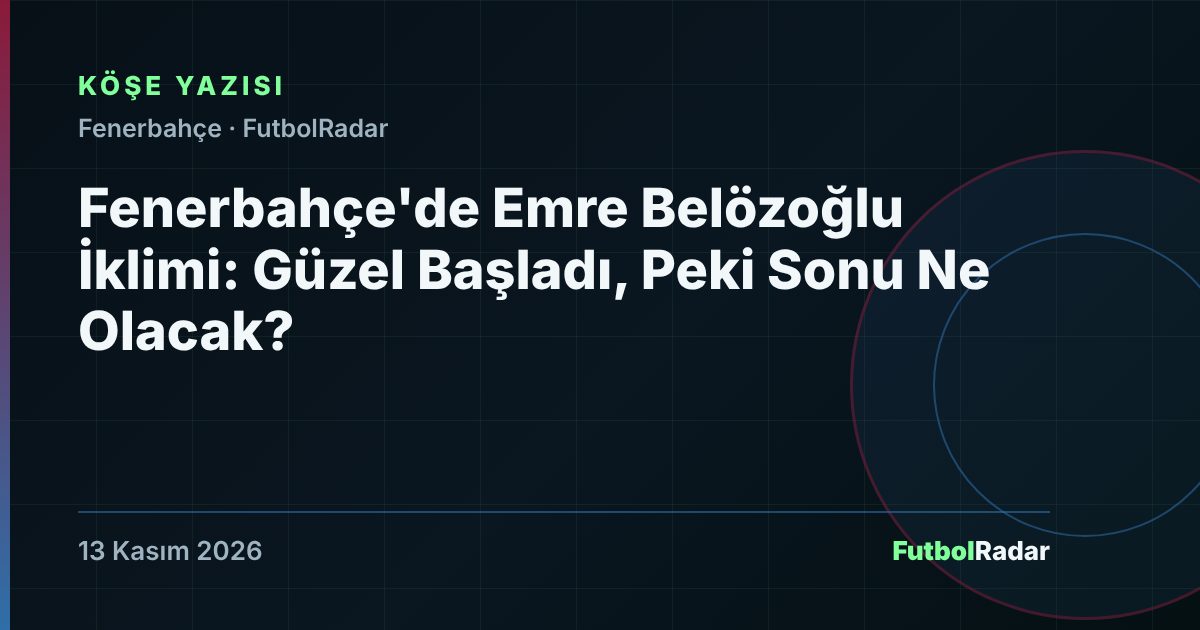 KÖŞE YAZISI
Fenerbahçe · FutbolRadar
Fenerbahçe'de Emre Belözoğlu
İklimi: Güzel Başladı, Peki Sonu Ne
Olacak?
13 Kasım 2026
FutbolRadar